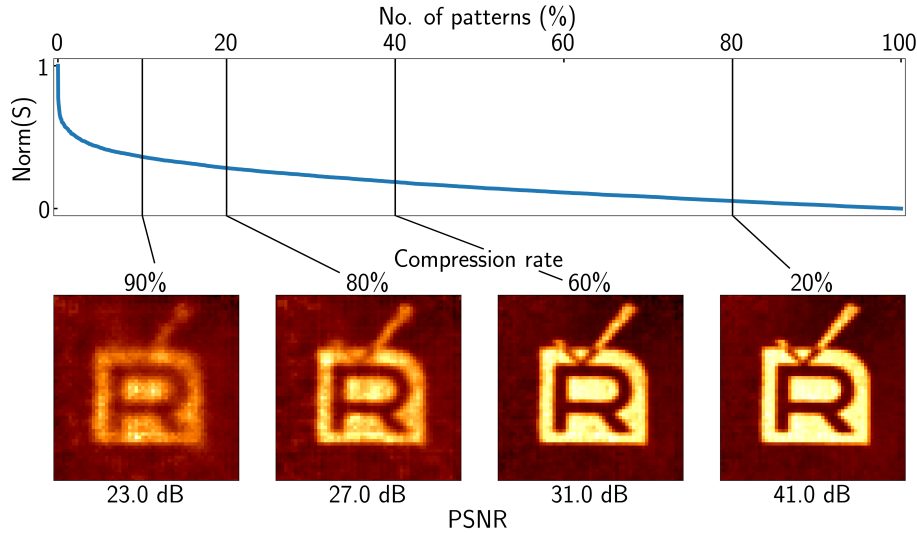 No. of patterns (%)
0 20 40 60 80 100
1
Norm(S)
0
Compression rate
90% 80% 60% 20%
R R R R
23.0 dB 27.0 dB 31.0 dB 41.0 dB
PSNR